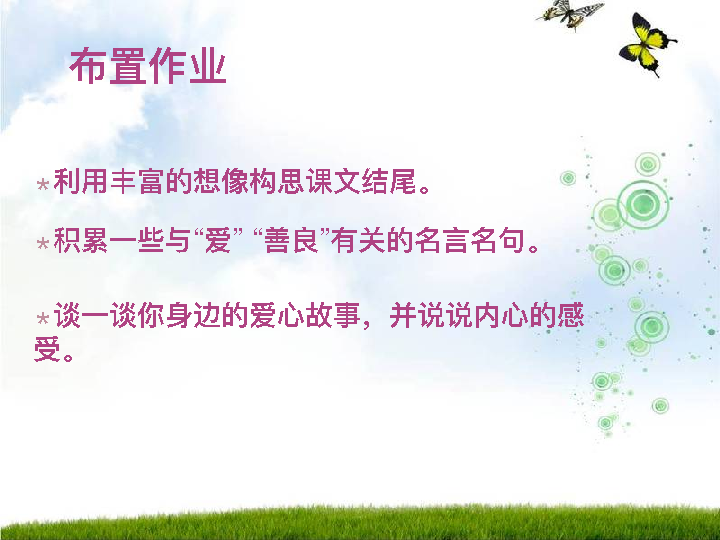 布置作业
*利用丰富的想像构思课文结尾。
*积累一些与“爱” “善良”有关的名言名句。
*谈一谈你身边的爱心故事，并说说内心的感
受。